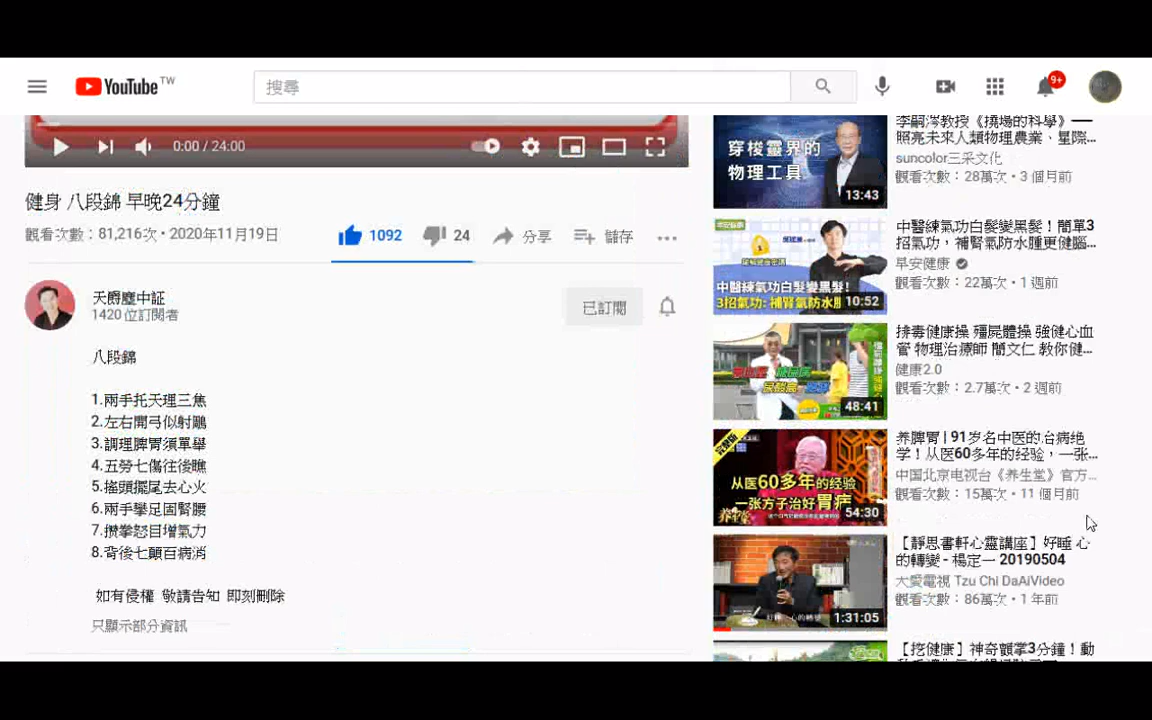 YouTube TW
搜尋
9+
0:00 / 24:00
健身 八段錦 早晚24分鐘
觀看次數：81,216次・2020年11月19日
1092
24
分享
儲存
天爵塵中証
1420 位訂閱者
已訂閱
八段錦
1.兩手托天理三焦
2.左右開弓似射鵰
3.調理脾胃須單舉
4.五勞七傷往後瞧
5.搖頭擺尾去心火
6.兩手攀足固腎腰
7.攢拳怒目增氣力
8.背後七顛百病消
如有侵權 敬請告知 即刻刪除
只顯示部分資訊
穿梭靈界的
物理工具
13:43
李嗣涔教授《撓場的科學》──
照亮未來人類物理農業、星際...
suncolor三采文化
觀看次數：28萬次・3 個月前
中醫練氣功白髮變黑髮！
3招氣功: 補腎氣防水腫
10:52
中醫練氣功白髮變黑髮！簡單3
招氣功，補腎氣防水腫更健腦...
早安健康
觀看次數：22萬次・1 週前
48:41
排毒健康操 殭屍體操 強健心血
管 物理治療師 簡文仁 教你健...
健康2.0
觀看次數：2.7萬次・2 週前
完整版
从医60多年的经验
一张方子治好胃病
养生堂
54:30
养脾胃 | 91岁名中医的治病绝
学！从医60多年的经验，一张...
中国北京电视台《养生堂》官方...
觀看次數：15萬次・11 個月前
好睡 心的轉變
1:31:05
【靜思書軒心靈講座】好睡 心
的轉變 - 楊定一 20190504
大愛電視 Tzu Chi DaAiVideo
觀看次數：86萬次・1 年前
【挖健康】神奇顫掌3分鐘！動